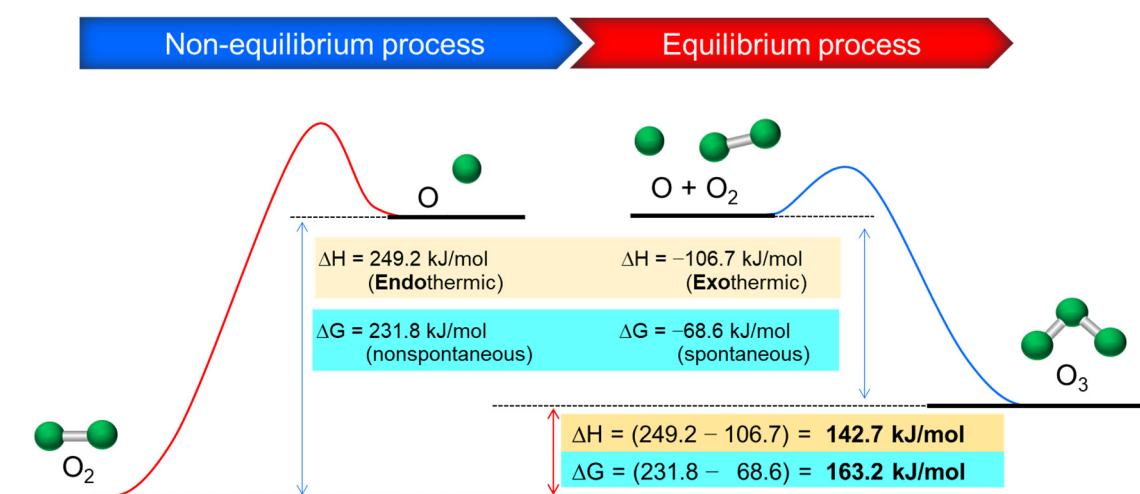 Non-equilibrium process
Equilibrium process
O
O + O₂
ΔH = 249.2 kJ/mol
(Endothermic)
ΔH = −106.7 kJ/mol
(Exothermic)
ΔG = 231.8 kJ/mol
(nonspontaneous)
ΔG = −68.6 kJ/mol
(spontaneous)
O₃
O₂
ΔH = (249.2 − 106.7) = 142.7 kJ/mol
ΔG = (231.8 − 68.6) = 163.2 kJ/mol